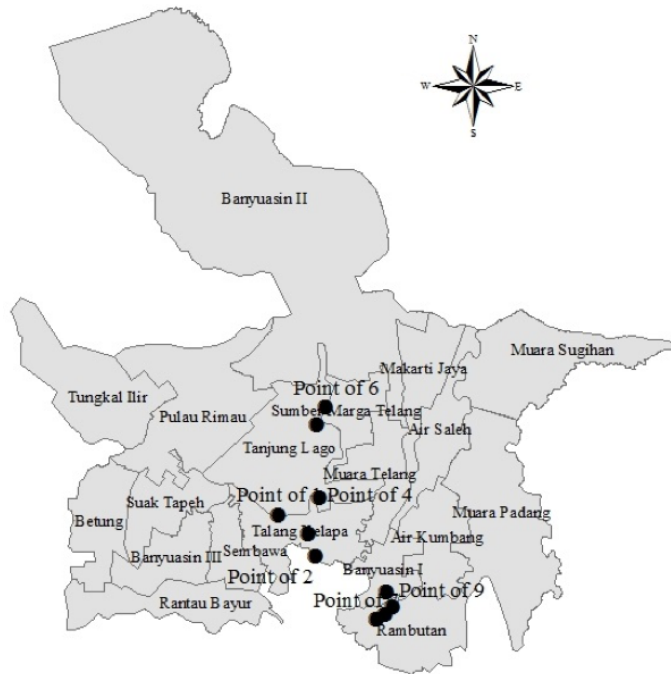 N
W E
S
Banyuasin II
Muara Sugihan
Makarti Jaya
Tungkal Ilir
Point of 6
Pulau Rimau
Sumber Marga Telang
Air Saleh
Tanjung Lago
Muara Telang
Suak Tapeh
Point of 1
Point of 4
Muara Padang
Betung
Talang Kelapa
Air Kumbang
Banyuasin III
Sembawa
Banyuasin I
Point of 2
Point of 9
Rantau Bayur
Point of
Rambutan